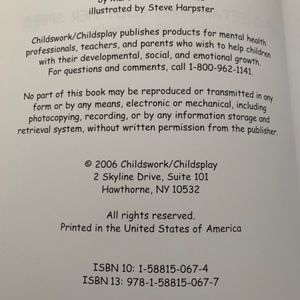 illustrated by Steve Harpster
Childswork/Childsplay publishes products for mental health
professionals, teachers, and parents who wish to help children
with their developmental, social, and emotional growth.
For questions and comments, call 1-800-962-1141.
No part of this book may be reproduced or transmitted in any
form or by any means, electronic or mechanical, including
photocopying, recording, or by any information storage and
retrieval system, without written permission from the publisher.
© 2006 Childswork/Childsplay
2 Skyline Drive, Suite 101
Hawthorne, NY 10532
All rights reserved.
Printed in the United States of America
ISBN 10: 1-58815-067-4
ISBN 13: 978-1-58815-067-7